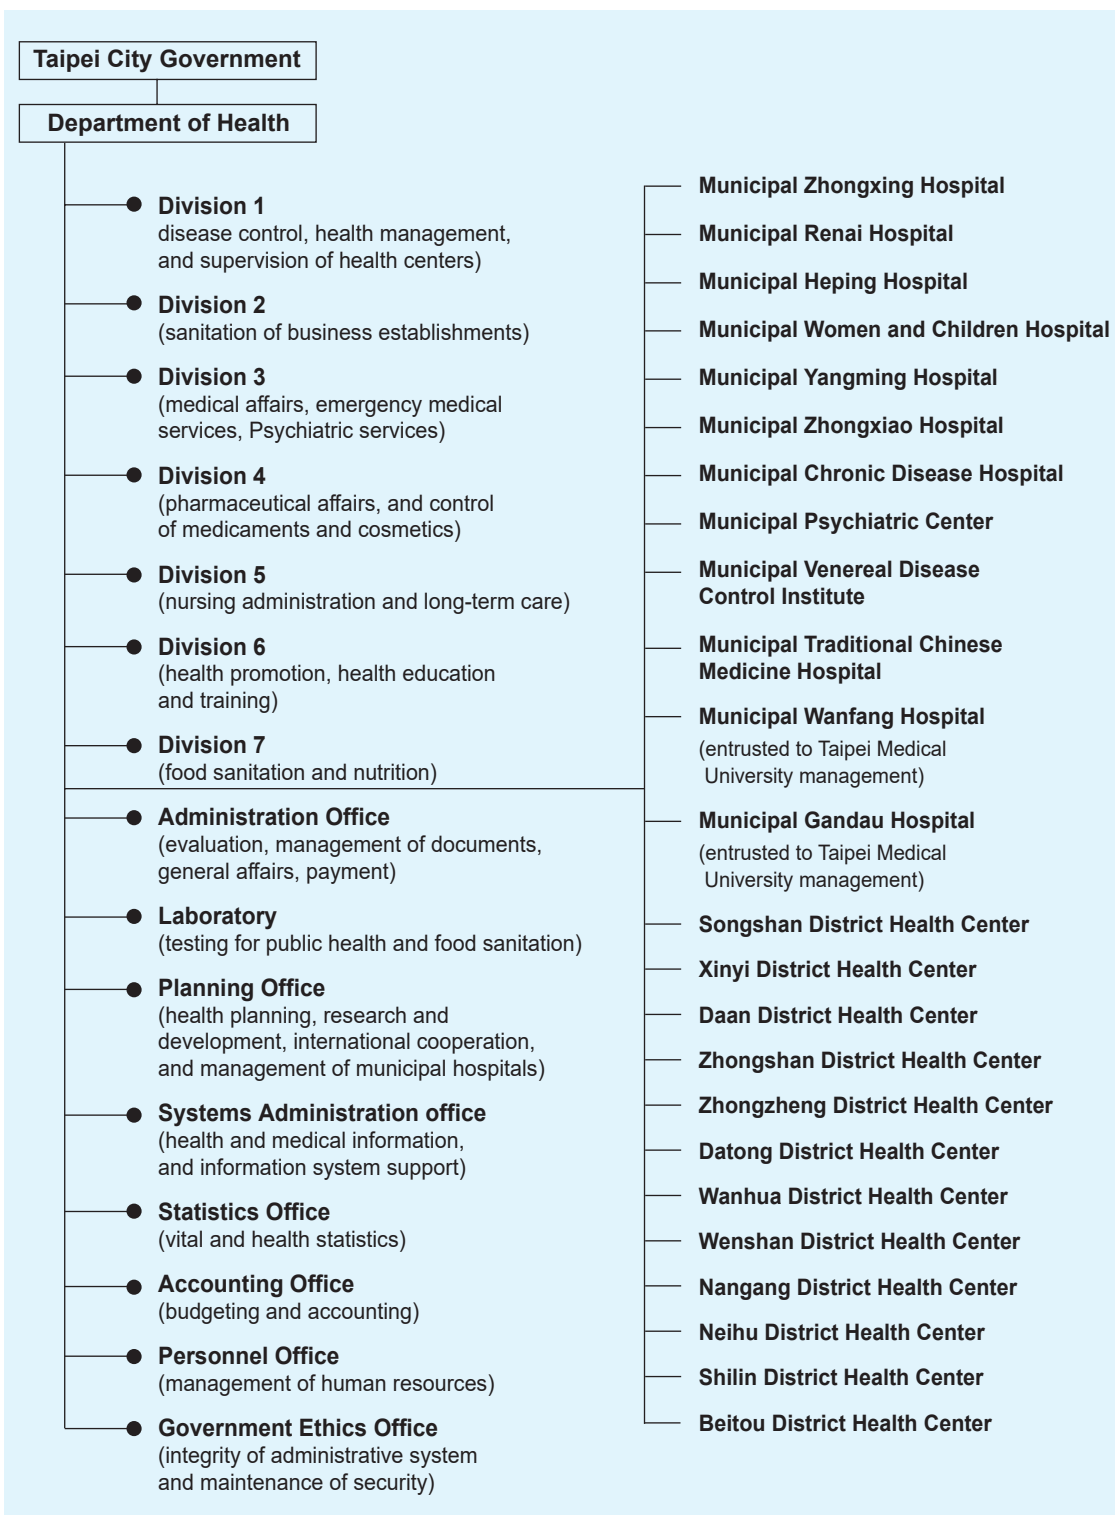 Taipei City Government
Department of Health
Division 1
disease control, health management,
and supervision of health centers)
Division 2
(sanitation of business establishments)
Division 3
(medical affairs, emergency medical
services, Psychiatric services)
Division 4
(pharmaceutical affairs, and control
of medicaments and cosmetics)
Division 5
(nursing administration and long-term care)
Division 6
(health promotion, health education
and training)
Division 7
(food sanitation and nutrition)
Administration Office
(evaluation, management of documents,
general affairs, payment)
Laboratory
(testing for public health and food sanitation)
Planning Office
(health planning, research and
development, international cooperation,
and management of municipal hospitals)
Systems Administration office
(health and medical information,
and information system support)
Statistics Office
(vital and health statistics)
Accounting Office
(budgeting and accounting)
Personnel Office
(management of human resources)
Government Ethics Office
(integrity of administrative system
and maintenance of security)
Municipal Zhongxing Hospital
Municipal Renai Hospital
Municipal Heping Hospital
Municipal Women and Children Hospital
Municipal Yangming Hospital
Municipal Zhongxiao Hospital
Municipal Chronic Disease Hospital
Municipal Psychiatric Center
Municipal Venereal Disease
Control Institute
Municipal Traditional Chinese
Medicine Hospital
Municipal Wanfang Hospital
(entrusted to Taipei Medical
University management)
Municipal Gandau Hospital
(entrusted to Taipei Medical
University management)
Songshan District Health Center
Xinyi District Health Center
Daan District Health Center
Zhongshan District Health Center
Zhongzheng District Health Center
Datong District Health Center
Wanhua District Health Center
Wenshan District Health Center
Nangang District Health Center
Neihu District Health Center
Shilin District Health Center
Beitou District Health Center